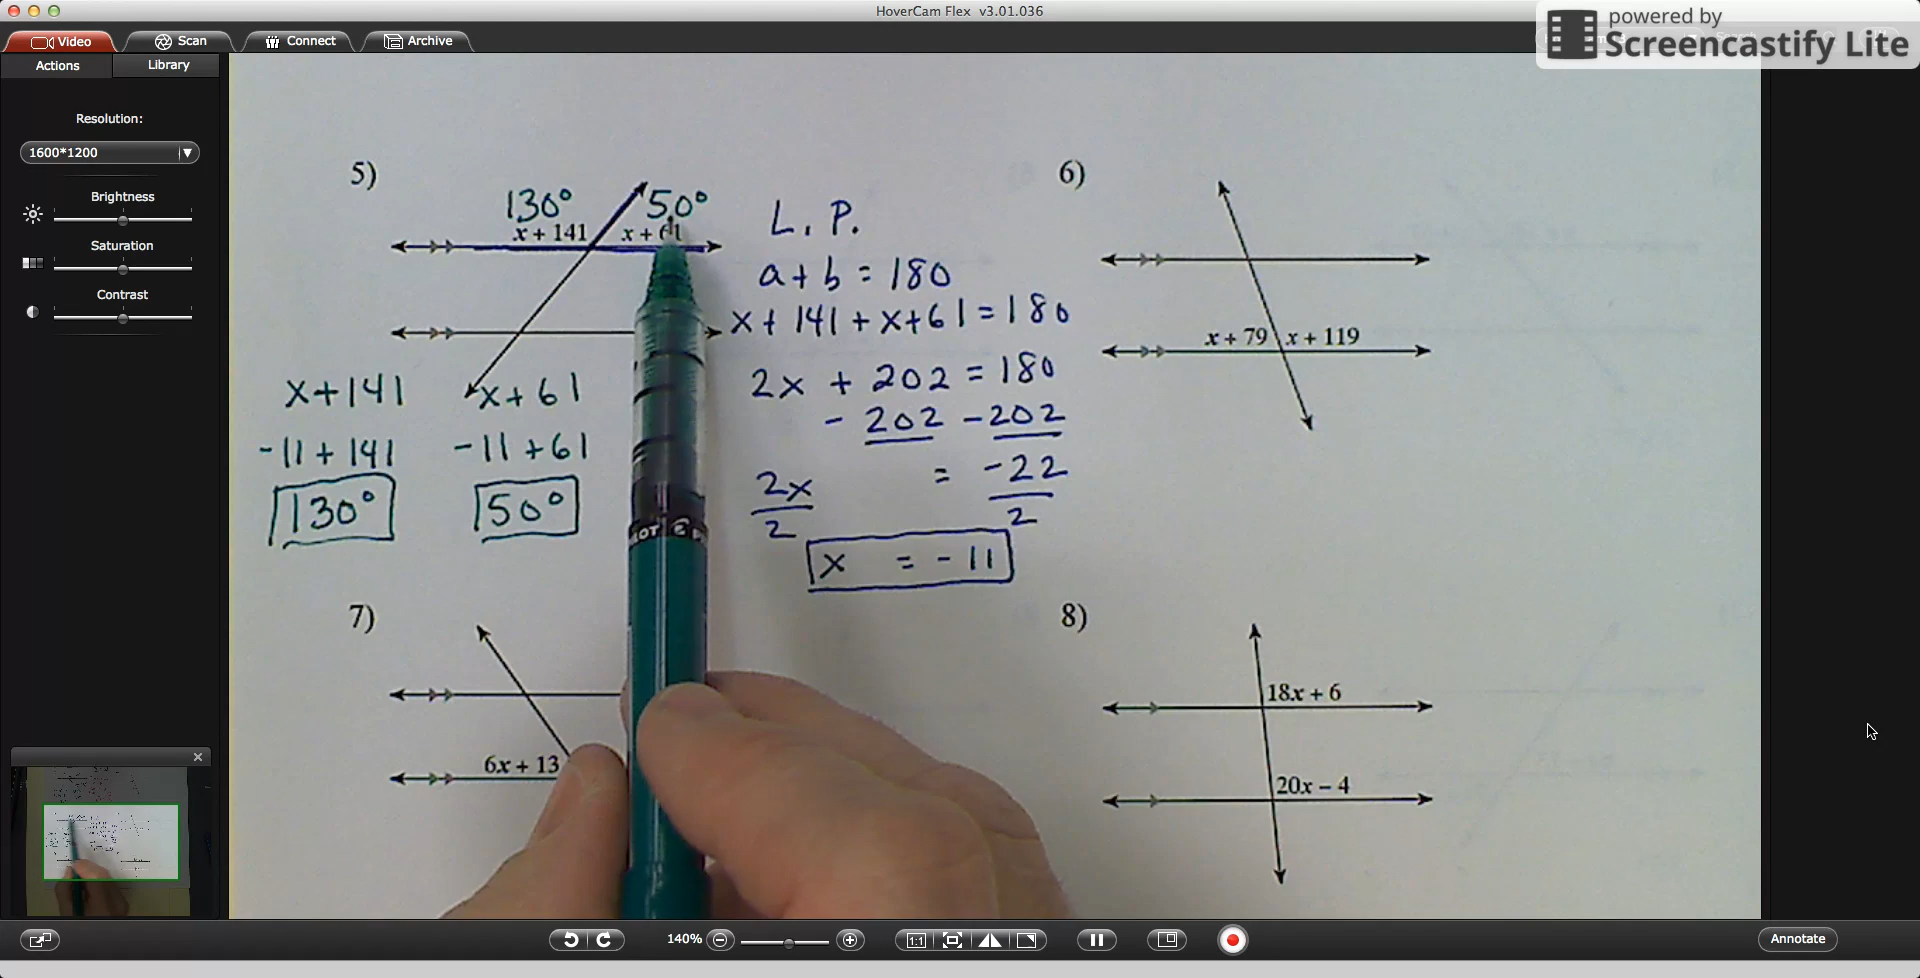 HoverCam Flex v3.01.036
powered by
Screencastify Lite
Video
Scan
Connect
Archive
Actions
Library
Resolution:
1600*1200
Brightness
Saturation
Contrast
5)
130°
50°
x + 141
x + 61
L. P.
a + b = 180
x + 141 + x + 61 = 180
2x + 202 = 180
- 202 - 202
2x = -22
2 2
x = - 11
x + 141
-11 + 141
130°
x + 61
-11 + 61
50°
6)
x + 79
x + 119
7)
6x + 13
8)
18x + 6
20x – 4
140%
1:1
Annotate